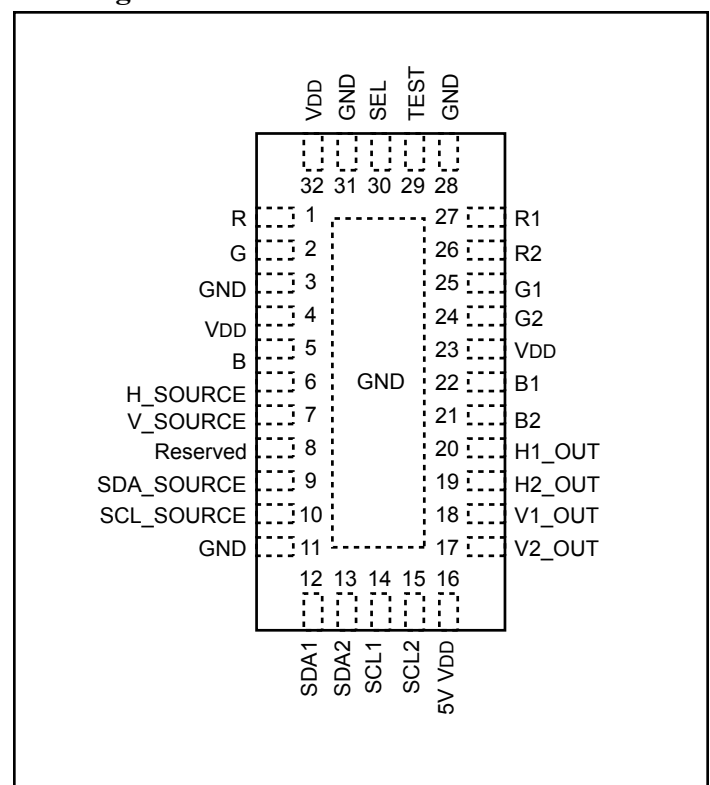 VDD GND SEL TEST GND
32 31 30 29 28
R 1 27 R1
G 2 26 R2
GND 3 25 G1
VDD 4 24 G2
B 5 23 VDD
H_SOURCE 6 GND 22 B1
V_SOURCE 7 21 B2
Reserved 8 20 H1_OUT
SDA_SOURCE 9 19 H2_OUT
SCL_SOURCE 10 18 V1_OUT
GND 11 17 V2_OUT
12 13 14 15 16
SDA1 SDA2 SCL1 SCL2 5V VDD